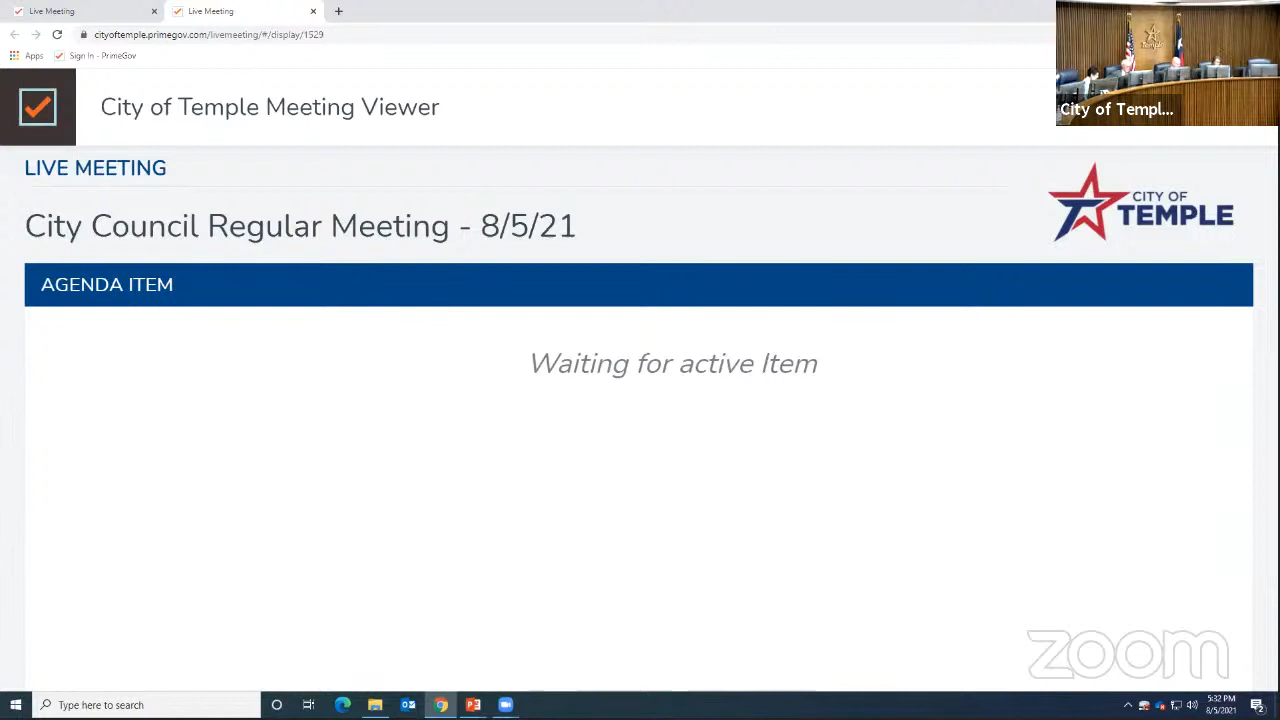 Live Meeting
Live Meeting
cityoftemple.primegov.com/livemeeting/#/display/1529
Apps
Sign In - PrimeGov
City of Temple Meeting Viewer
Temple
City of Templ...
LIVE MEETING
City Council Regular Meeting - 8/5/21
CITY OF
TEMPLE
AGENDA ITEM
Waiting for active Item
zoom
Type here to search
5:32 PM
8/5/2021
2